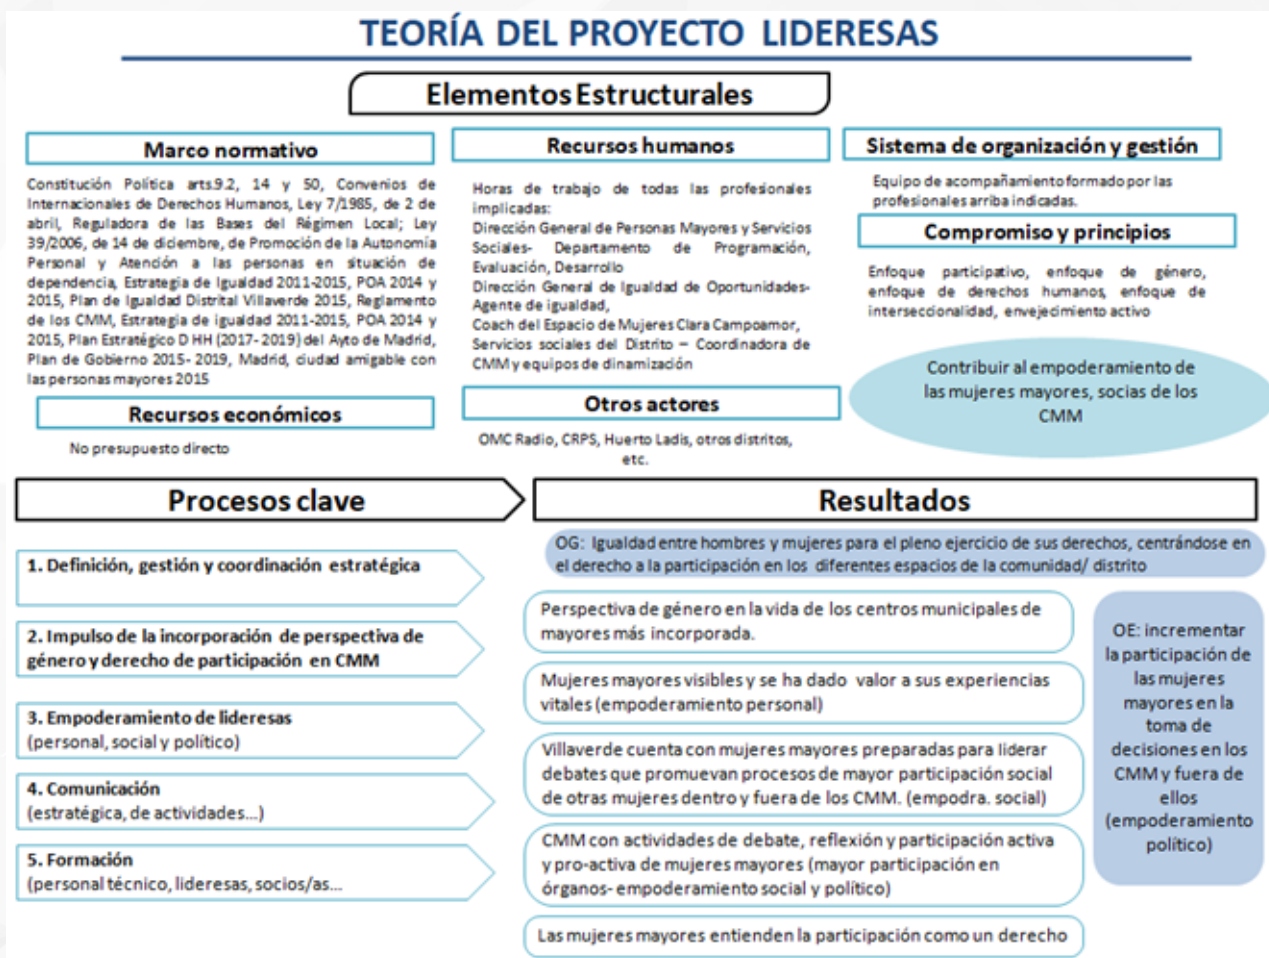 TEORÍA DEL PROYECTO LIDERESAS
Elementos Estructurales
Marco normativo
Constitución Política arts.9.2, 14 y 50, Convenios de
Internacionales de Derechos Humanos, Ley 7/1985, de 2 de
abril, Reguladora de las Bases del Régimen Local; Ley
39/2006, de 14 de diciembre, de Promoción de la Autonomía
Personal y Atención a las personas en situación de
dependencia, Estrategia de Igualdad 2011-2015, POA 2014 y
2015, Plan de Igualdad Distrital Villaverde 2015, Reglamento
de los CMM, Estrategia de igualdad 2011-2015, POA 2014 y
2015, Plan Estratégico D HH (2017- 2019) del Ayto de Madrid,
Plan de Gobierno 2015- 2019, Madrid, ciudad amigable con
las personas mayores 2015
Recursos económicos
No presupuesto directo
Recursos humanos
Horas de trabajo de todas las profesionales
implicadas:
Dirección General de Personas Mayores y Servicios
Sociales- Departamento de Programación,
Evaluación, Desarrollo
Dirección General de Igualdad de Oportunidades-
Agente de igualdad,
Coach del Espacio de Mujeres Clara Campoamor,
Servicios sociales del Distrito – Coordinadora de
CMM y equipos de dinamización
Otros actores
OMC Radio, CRPS, Huerto Ladis, otros distritos,
etc.
Sistema de organización y gestión
Equipo de acompañamiento formado por las
profesionales arriba indicadas.
Compromiso y principios
Enfoque participativo, enfoque de género,
enfoque de derechos humanos, enfoque de
interseccionalidad, envejecimiento activo
Contribuir al empoderamiento de
las mujeres mayores, socias de los
CMM
Procesos clave
1. Definición, gestión y coordinación estratégica
2. Impulso de la incorporación de perspectiva de
género y derecho de participación en CMM
3. Empoderamiento de lideresas
(personal, social y político)
4. Comunicación
(estratégica, de actividades...)
5. Formación
(personal técnico, lideresas, socios/as...
Resultados
OG: Igualdad entre hombres y mujeres para el pleno ejercicio de sus derechos, centrándose en
el derecho a la participación en los diferentes espacios de la comunidad/ distrito
Perspectiva de género en la vida de los centros municipales de
mayores más incorporada.
Mujeres mayores visibles y se ha dado valor a sus experiencias
vitales (empoderamiento personal)
Villaverde cuenta con mujeres mayores preparadas para liderar
debates que promuevan procesos de mayor participación social
de otras mujeres dentro y fuera de los CMM. (empodra. social)
CMM con actividades de debate, reflexión y participación activa
y pro-activa de mujeres mayores (mayor participación en
órganos- empoderamiento social y político)
Las mujeres mayores entienden la participación como un derecho
OE: incrementar
la participación de
las mujeres
mayores en la
toma de
decisiones en los
CMM y fuera de
ellos
(empoderamiento
político)